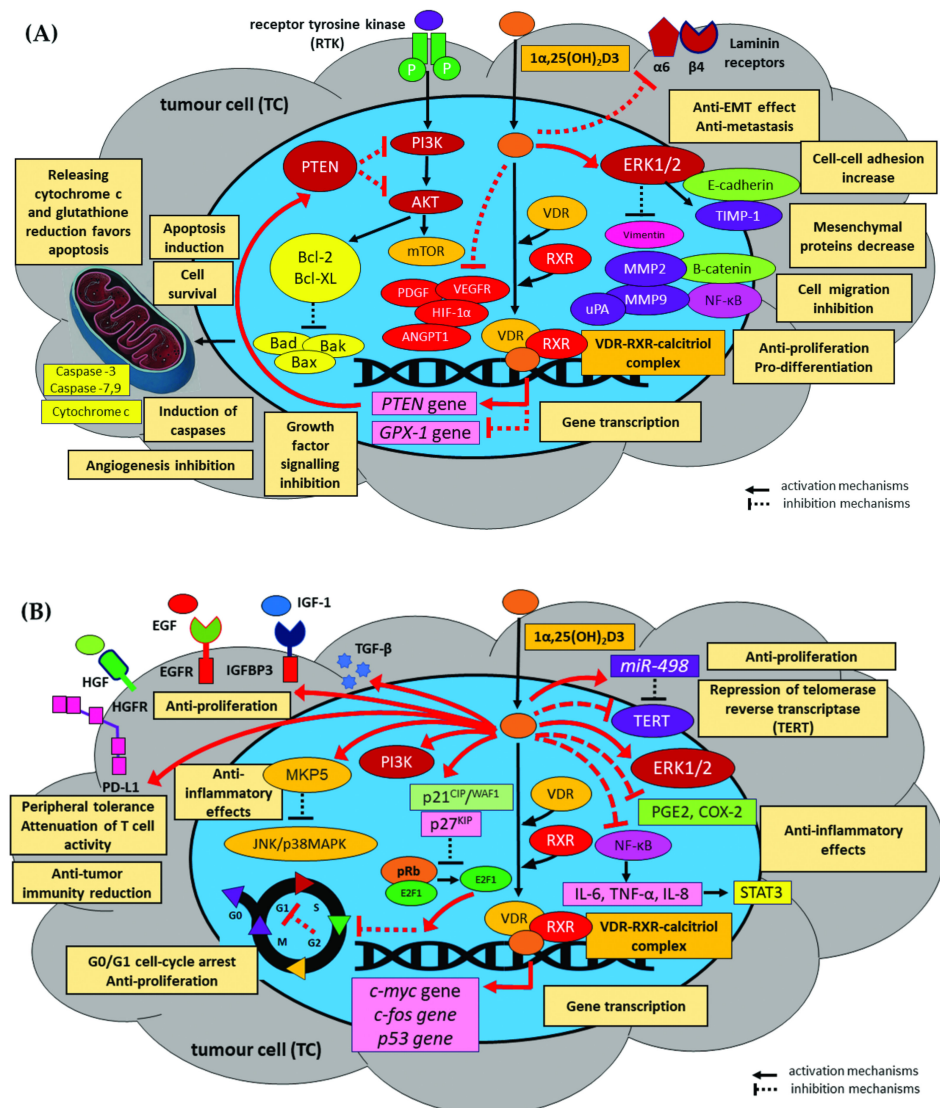 (A)
receptor tyrosine kinase
(RTK)
P
P
1α,25(OH)₂D3
α6
β4
Laminin
receptors
tumour cell (TC)
Anti-EMT effect
Anti-metastasis
PI3K
PTEN
ERK1/2
Cell-cell adhesion
increase
E-cadherin
Releasing
cytochrome c
and glutathione
reduction favors
apoptosis
AKT
TIMP-1
Apoptosis
induction
VDR
Mesenchymal
proteins decrease
Vimentin
mTOR
Bcl-2
Bcl-XL
Cell
survival
RXR
MMP2
B-catenin
Cell migration
inhibition
PDGF
VEGFR
MMP9
NF-κB
uPA
HIF-1α
Bad
Bak
Bax
ANGPT1
VDR
RXR
VDR-RXR-calcitriol
complex
Anti-proliferation
Pro-differentiation
Caspase -3
Caspase -7,9
Cytochrome c
PTEN gene
Induction of
caspases
GPX-1 gene
Gene transcription
Growth
factor
signalling
inhibition
Angiogenesis inhibition
activation mechanisms
inhibition mechanisms
(B)
IGF-1
EGF
1α,25(OH)₂D3
TGF-β
EGFR
IGFBP3
miR-498
Anti-proliferation
HGF
HGFR
Anti-proliferation
Repression of telomerase
reverse transcriptase
(TERT)
TERT
PI3K
ERK1/2
PD-L1
Anti-
inflammatory
effects
MKP5
Peripheral tolerance
Attenuation of T cell
activity
p21CIP/WAF1
p27KIP
VDR
PGE2, COX-2
Anti-inflammatory
effects
JNK/p38MAPK
RXR
NF-κB
Anti-tumor
immunity reduction
pRb
E2F1
E2F1
IL-6, TNF-α, IL-8
STAT3
G0
G1
S
M
G2
VDR
RXR
VDR-RXR-calcitriol
complex
G0/G1 cell-cycle arrest
Anti-proliferation
c-myc gene
c-fos gene
p53 gene
Gene transcription
tumour cell (TC)
activation mechanisms
inhibition mechanisms